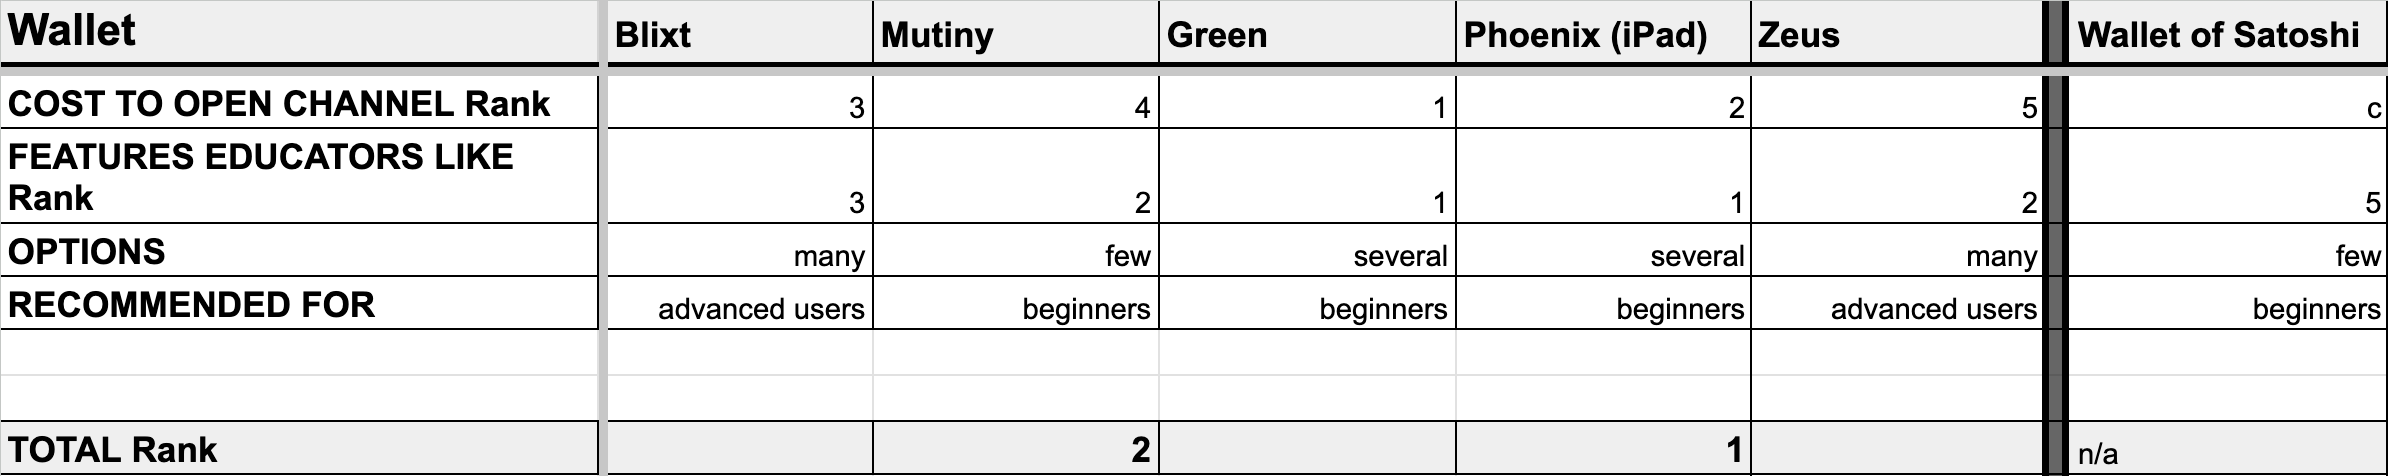 Wallet Blixt Mutiny Green Phoenix (iPad) Zeus Wallet of Satoshi
COST TO OPEN CHANNEL Rank 3 4 1 2 5 c
FEATURES EDUCATORS LIKE
Rank 3 2 1 1 2 5
OPTIONS many few several several many few
RECOMMENDED FOR advanced users beginners beginners beginners advanced users beginners
TOTAL Rank 2 1 n/a